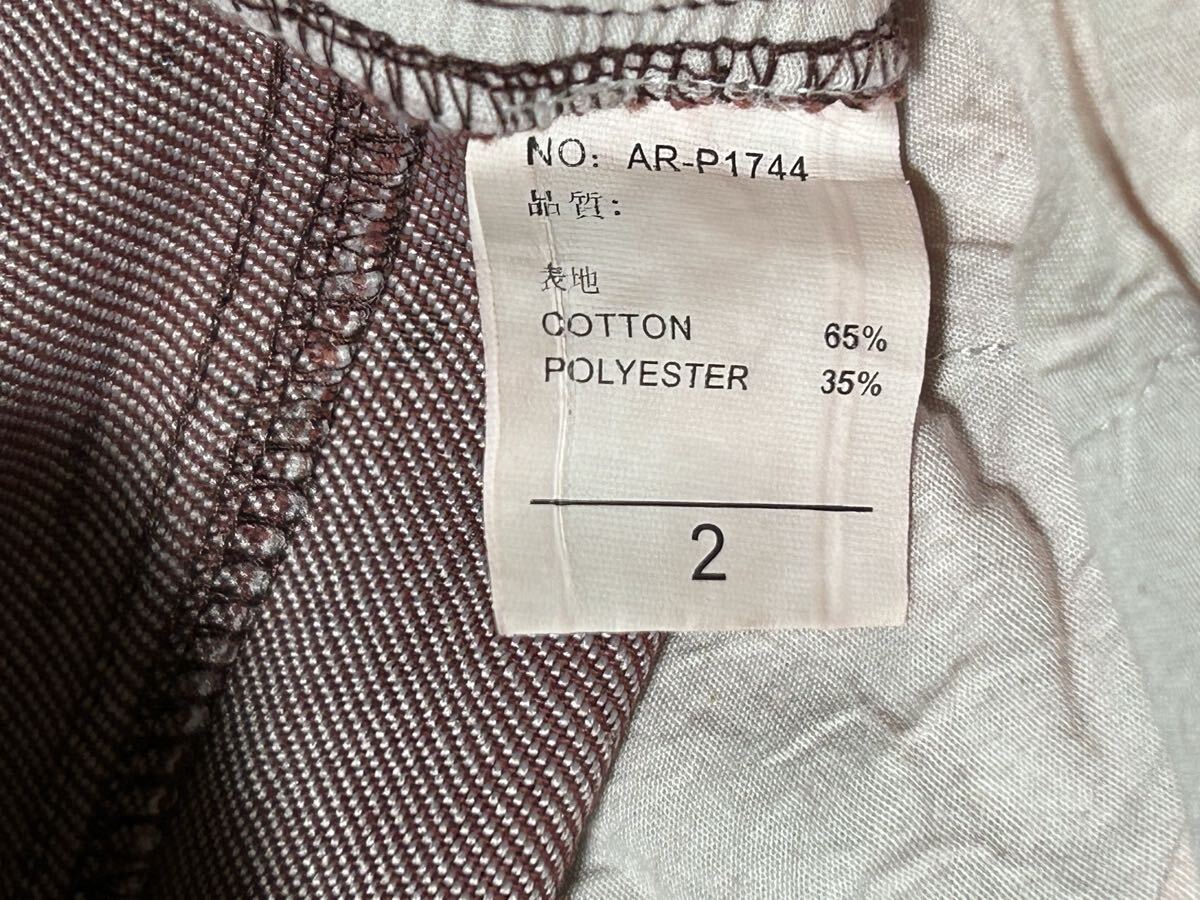 NO: AR-P1744
品質:
表地
COTTON 65%
POLYESTER 35%
2